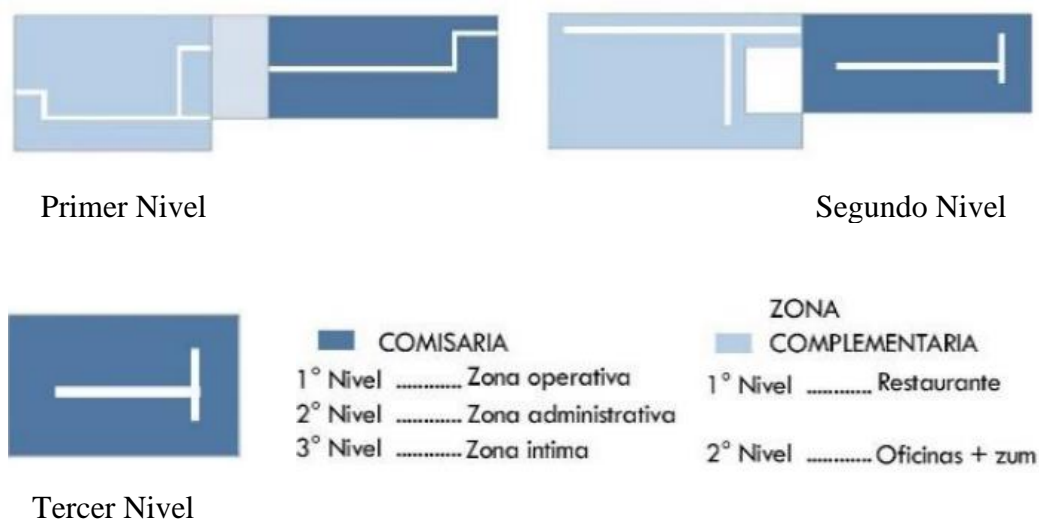 Primer Nivel
Segundo Nivel
COMISARIA
1° Nivel ............ Zona operativa
2° Nivel ............ Zona administrativa
3° Nivel ............ Zona intima
ZONA
COMPLEMENTARIA
1° Nivel ............ Restaurante
2° Nivel ............ Oficinas + zum
Tercer Nivel